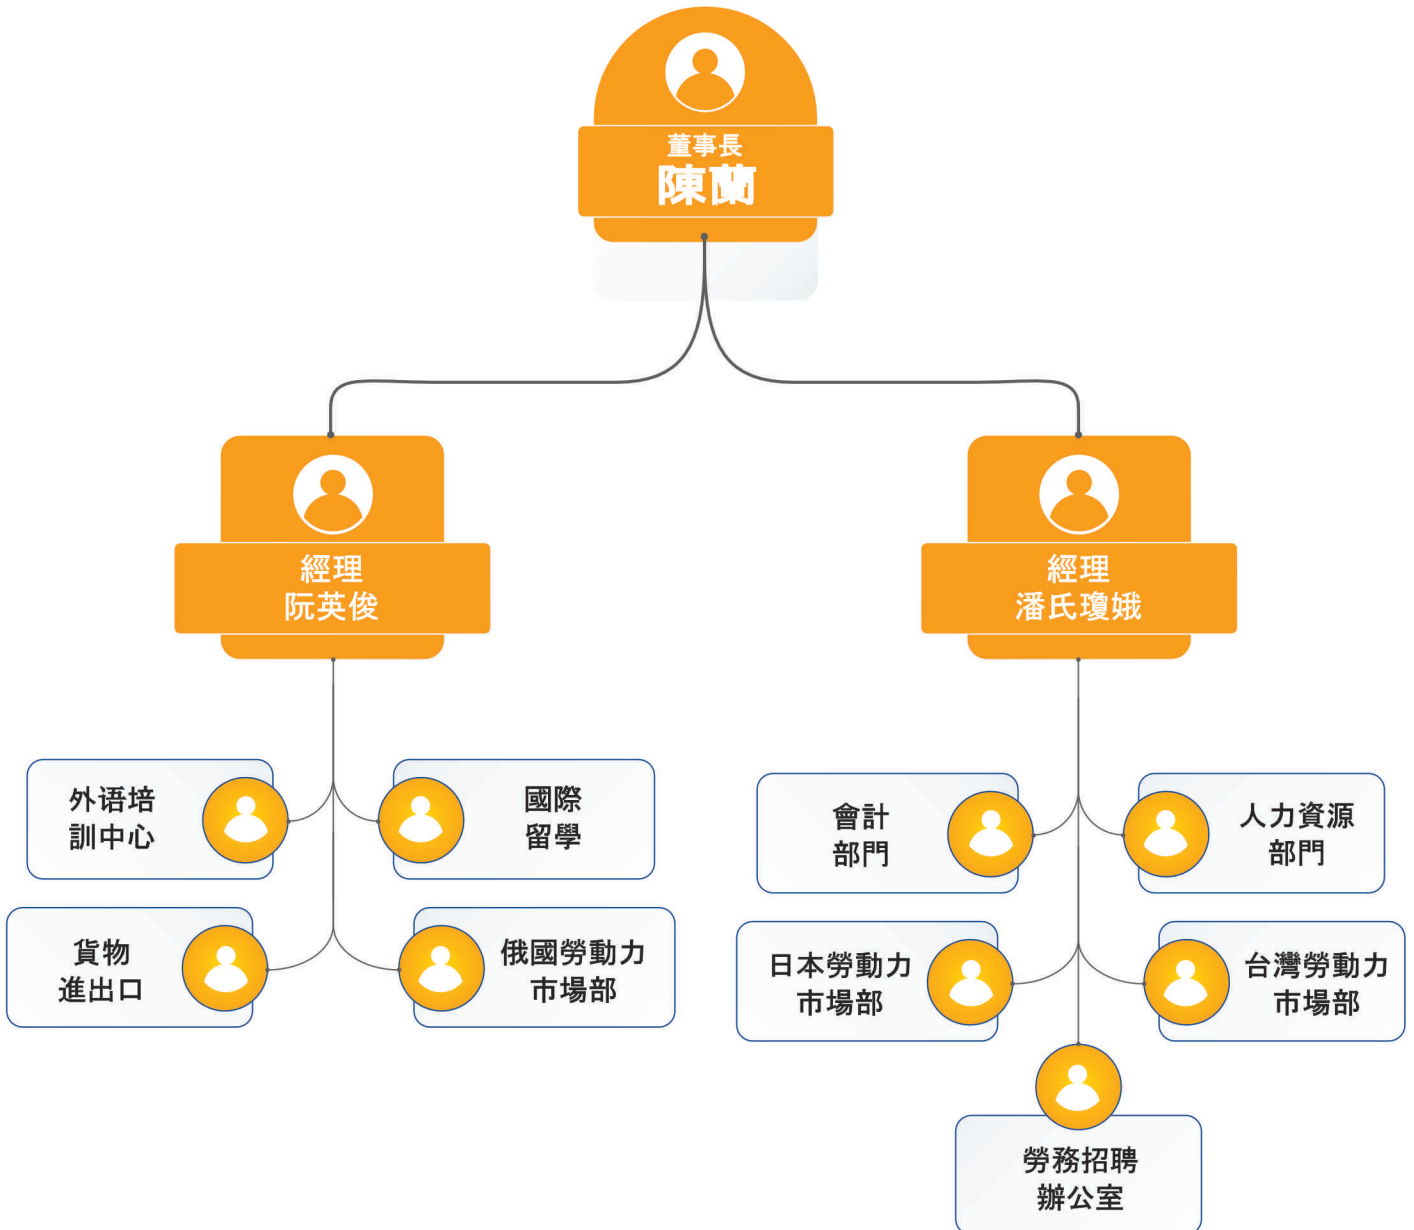 董事長
陳蘭
經理
阮英俊
經理
潘氏瓊娥
外语培
訓中心
國際
留學
貨物
進出口
俄國勞動力
市場部
會計
部門
人力資源
部門
日本勞動力
市場部
台灣勞動力
市場部
勞務招聘
辦公室